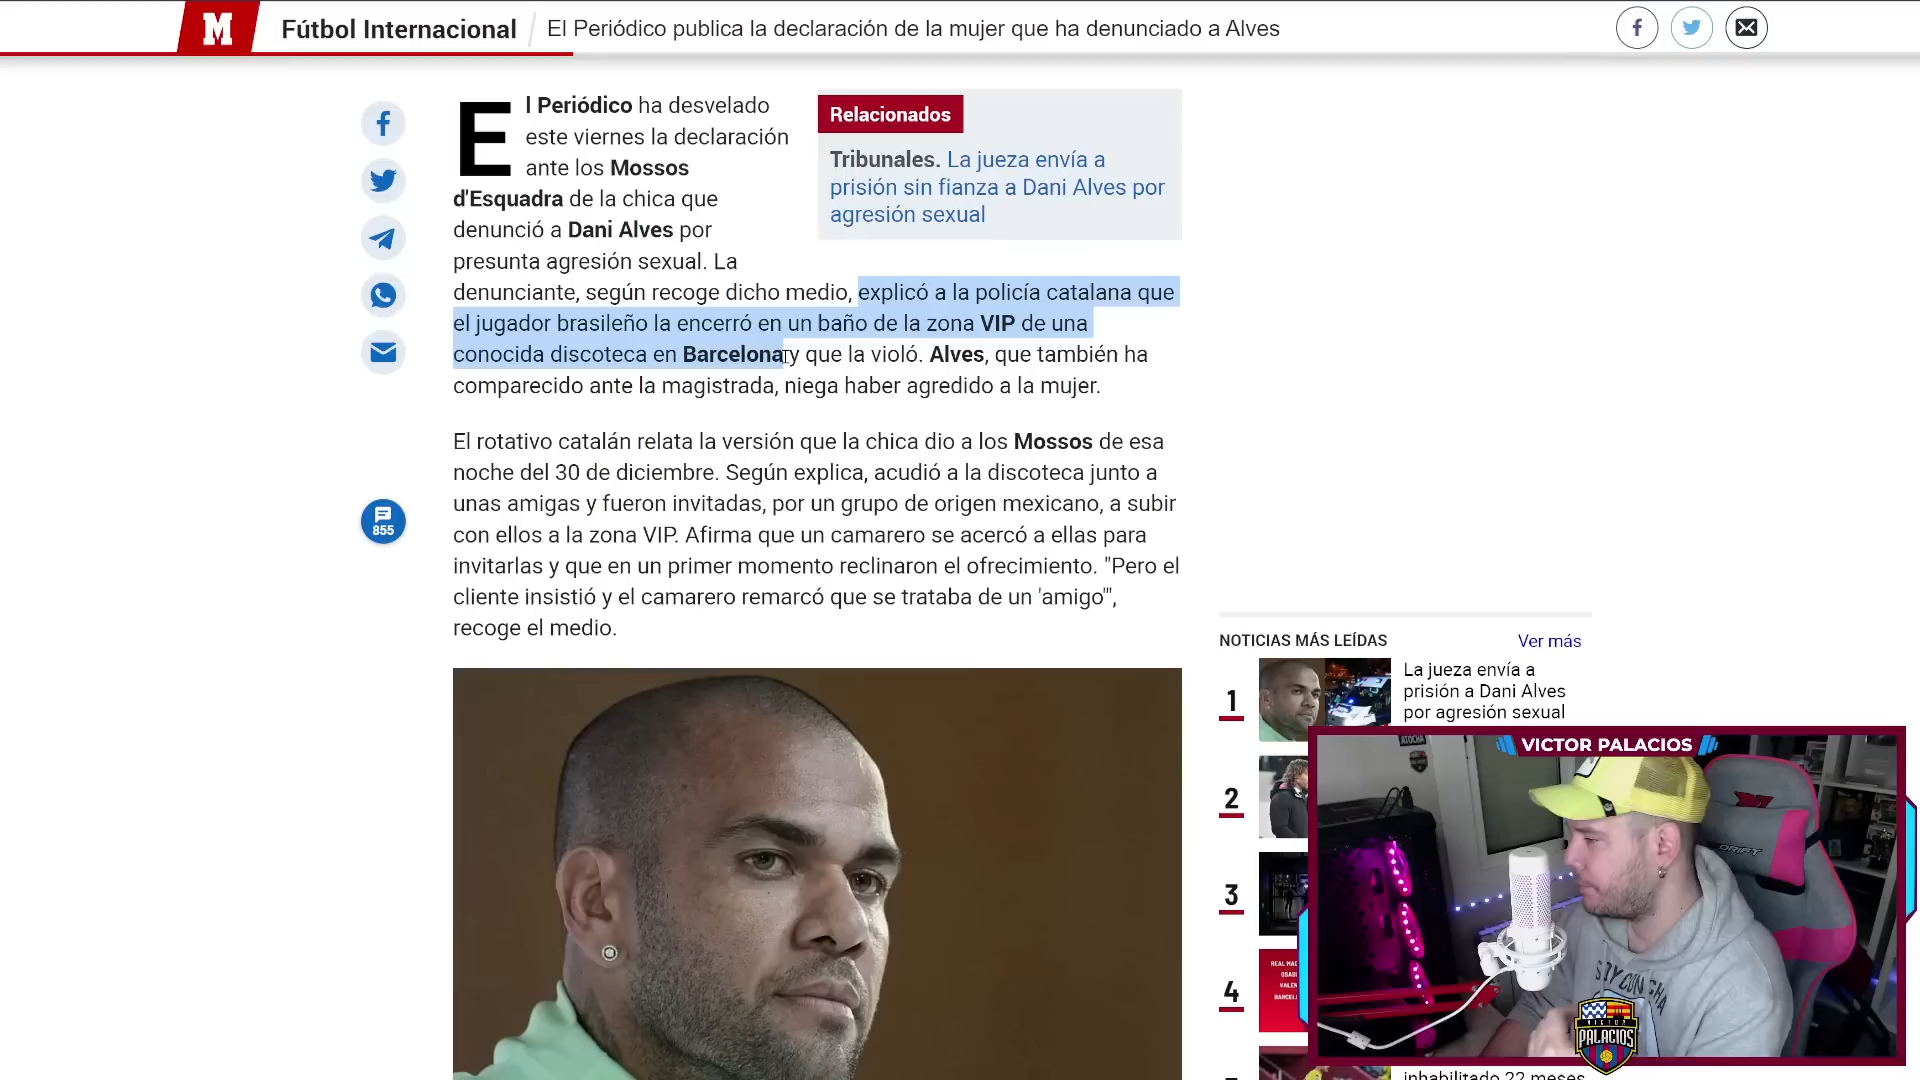 M
Fútbol Internacional
El Periódico publica la declaración de la mujer que ha denunciado a Alves
El Periódico ha desvelado
este viernes la declaración
ante los Mossos
d'Esquadra de la chica que
denunció a Dani Alves por
presunta agresión sexual. La
denunciante, según recoge dicho medio, explicó a la policía catalana que
el jugador brasileño la encerró en un baño de la zona VIP de una
conocida discoteca en Barcelona y que la violó. Alves, que también ha
comparecido ante la magistrada, niega haber agredido a la mujer.
Relacionados
Tribunales. La jueza envía a
prisión sin fianza a Dani Alves por
agresión sexual
855
El rotativo catalán relata la versión que la chica dio a los Mossos de esa
noche del 30 de diciembre. Según explica, acudió a la discoteca junto a
unas amigas y fueron invitadas, por un grupo de origen mexicano, a subir
con ellos a la zona VIP. Afirma que un camarero se acercó a ellas para
invitarlas y que en un primer momento reclinaron el ofrecimiento. "Pero el
cliente insistió y el camarero remarcó que se trataba de un 'amigo'",
recoge el medio.
NOTICIAS MÁS LEÍDAS
Ver más
1
La jueza envía a
prisión a Dani Alves
por agresión sexual
2
3
4
REAL MAD
OSAS
VALEN
BARCEL
VICTOR PALACIOS
ATOCHA
DRIFT
VICTOR
PALACIOS
inhabilitado 22 meses